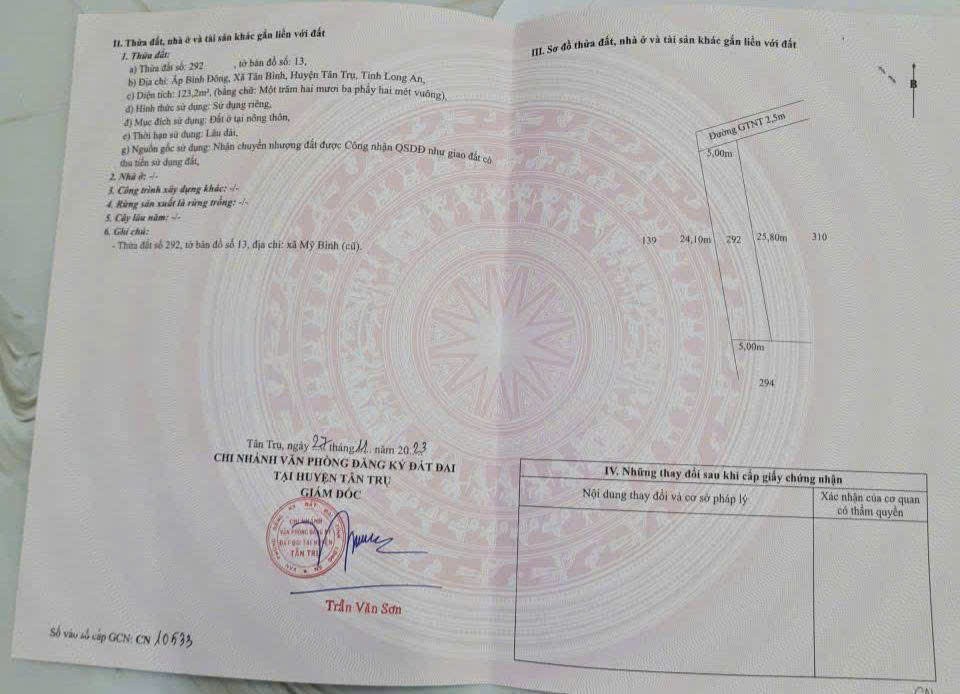 II. Thửa đất, nhà ở và tài sản khác gắn liền với đất
1. Thửa đất:
a) Thửa đất số: 292 , tờ bản đồ số: 13,
b) Địa chỉ: Ấp Bình Đông, Xã Tân Bình, Huyện Tân Trụ, Tỉnh Long An,
c) Diện tích: 123,2m², (bằng chữ: Một trăm hai mươi ba phẩy hai mét vuông),
d) Hình thức sử dụng: Sử dụng riêng,
đ) Mục đích sử dụng: Đất ở tại nông thôn,
e) Thời hạn sử dụng: Lâu dài,
g) Nguồn gốc sử dụng: Nhận chuyển nhượng đất được Công nhận QSDĐ như giao đất có
thu tiền sử dụng đất,
2. Nhà ở: -/-
3. Công trình xây dựng khác: -/-
4. Rừng sản xuất là rừng trồng: -/-
5. Cây lâu năm: -/-
6. Ghi chú:
- Thửa đất số 292, tờ bản đồ số 13, địa chỉ: xã Mỹ Bình (cũ).
Tân Trụ, ngày 27 tháng 11 năm 2023
CHI NHÁNH VĂN PHÒNG ĐĂNG KÝ ĐẤT ĐAI
TẠI HUYỆN TÂN TRỤ
GIÁM ĐỐC
CHI NHÁNH
VĂN PHÒNG ĐĂNG KÝ
ĐẤT ĐAI TẠI HUYỆN
TÂN TRỤ
Trần Văn Sơn
Số vào sổ cấp GCN: CN 10533
III. Sơ đồ thửa đất, nhà ở và tài sản khác gắn liền với đất
B
Đường GTNT 2,5m
5,00m
139 24,10m 292 25,80m 310
5,00m
294
IV. Những thay đổi sau khi cấp giấy chứng nhận
Nội dung thay đổi và cơ sở pháp lý
Xác nhận của cơ quan
có thẩm quyền